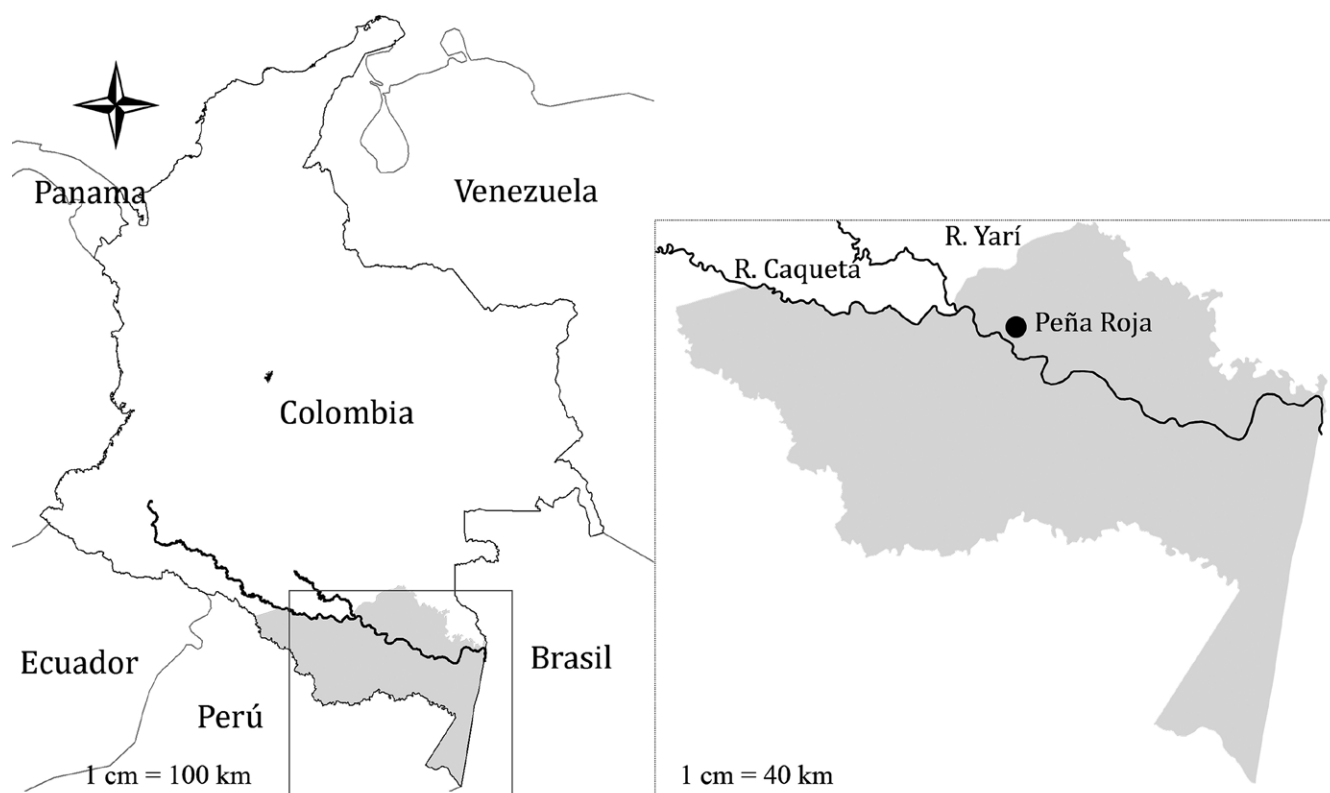 Panama
Venezuela
Colombia
Ecuador
Perú
Brasil
1 cm = 100 km
R. Yarí
R. Caquetá
Peña Roja
1 cm = 40 km